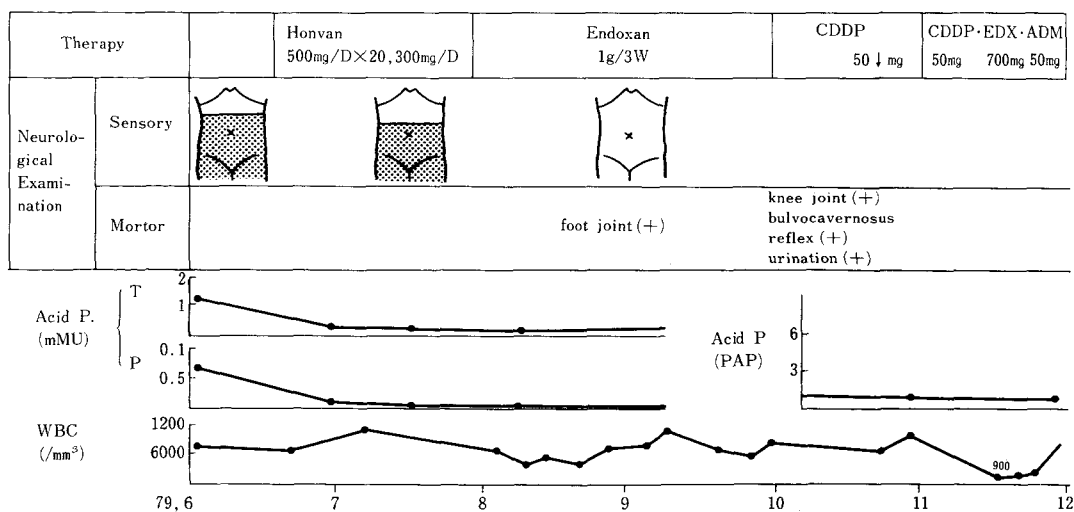 Therapy
Honvan
500mg/D×20,300mg/D
Endoxan
1g/3W
CDDP
50↓mg
CDDP·EDX·ADM
50mg 700mg 50mg
Neurolo-
gical
Exami-
nation
Sensory
Mortor
foot joint (+)
knee joint (+)
bulvocavernosus
reflex (+)
urination (+)
Acid P.
(mMU)
T
2
1
P
0.1
0.5
Acid P
(PAP)
6
3
WBC
(/mm³)
1200
6000
900
79,6 7 8 9 10 11 12